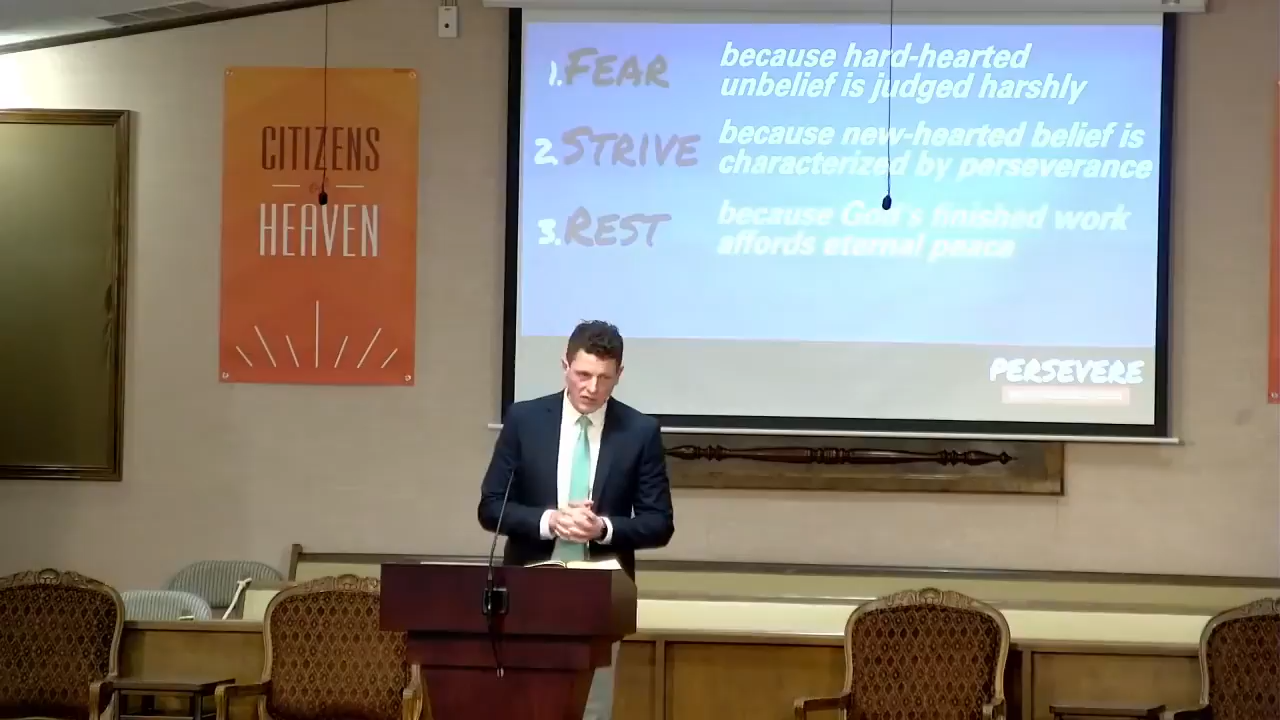 CITIZENS
of
HEAVEN
1. FEAR because hard-hearted
unbelief is judged harshly
2. STRIVE because new-hearted belief is
characterized by perseverance
3. REST because God's finished work
affords eternal peace
PERSEVERE